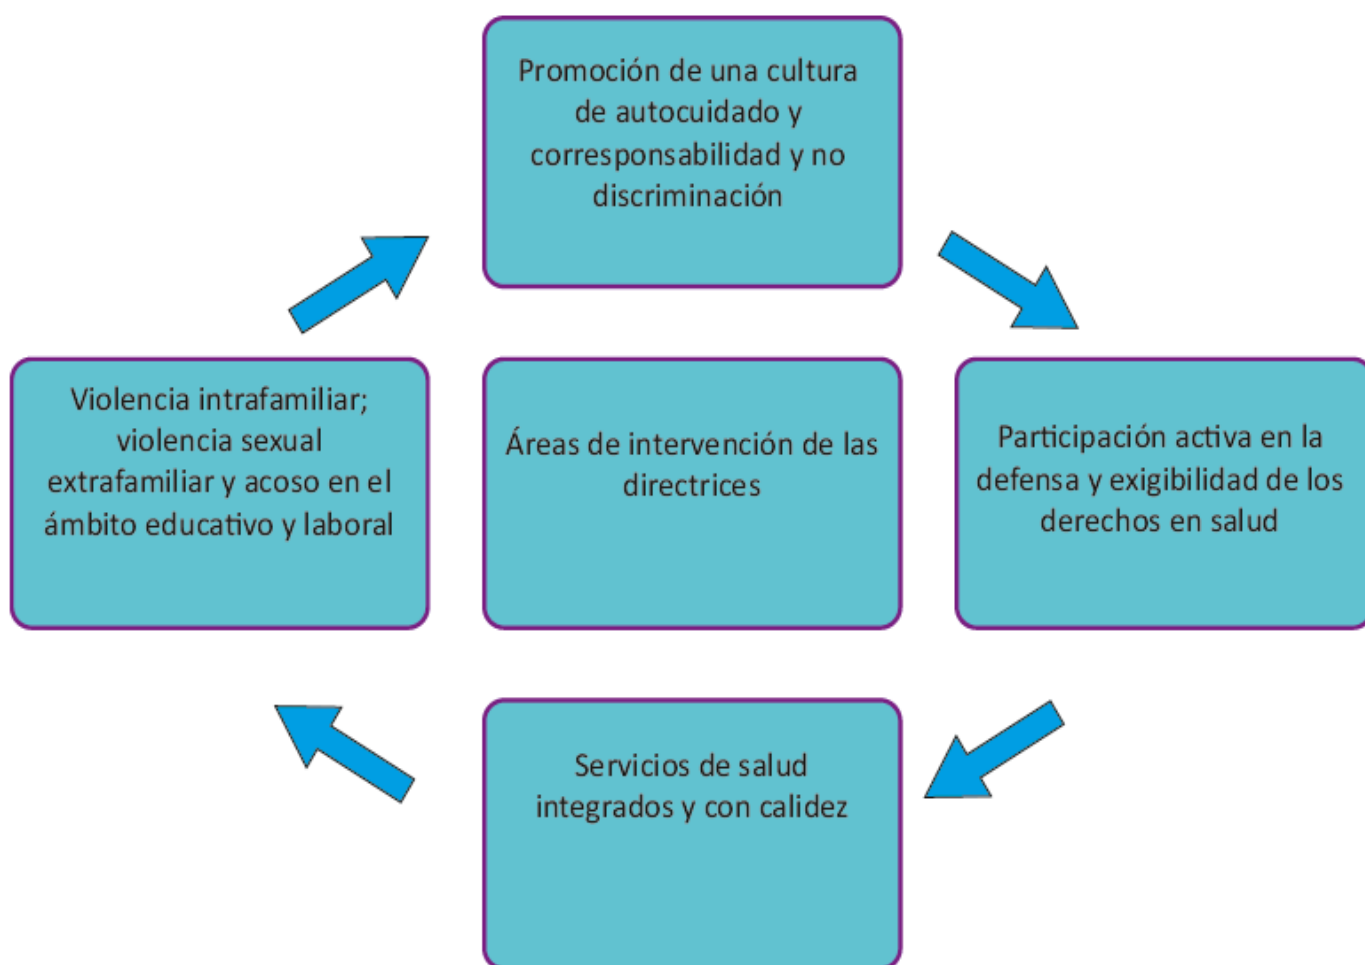 Promoción de una cultura
de autocuidado y
corresponsabilidad y no
discriminación
Violencia intrafamiliar;
violencia sexual
extrafamiliar y acoso en el
ámbito educativo y laboral
Áreas de intervención de las
directrices
Participación activa en la
defensa y exigibilidad de los
derechos en salud
Servicios de salud
integrados y con calidez